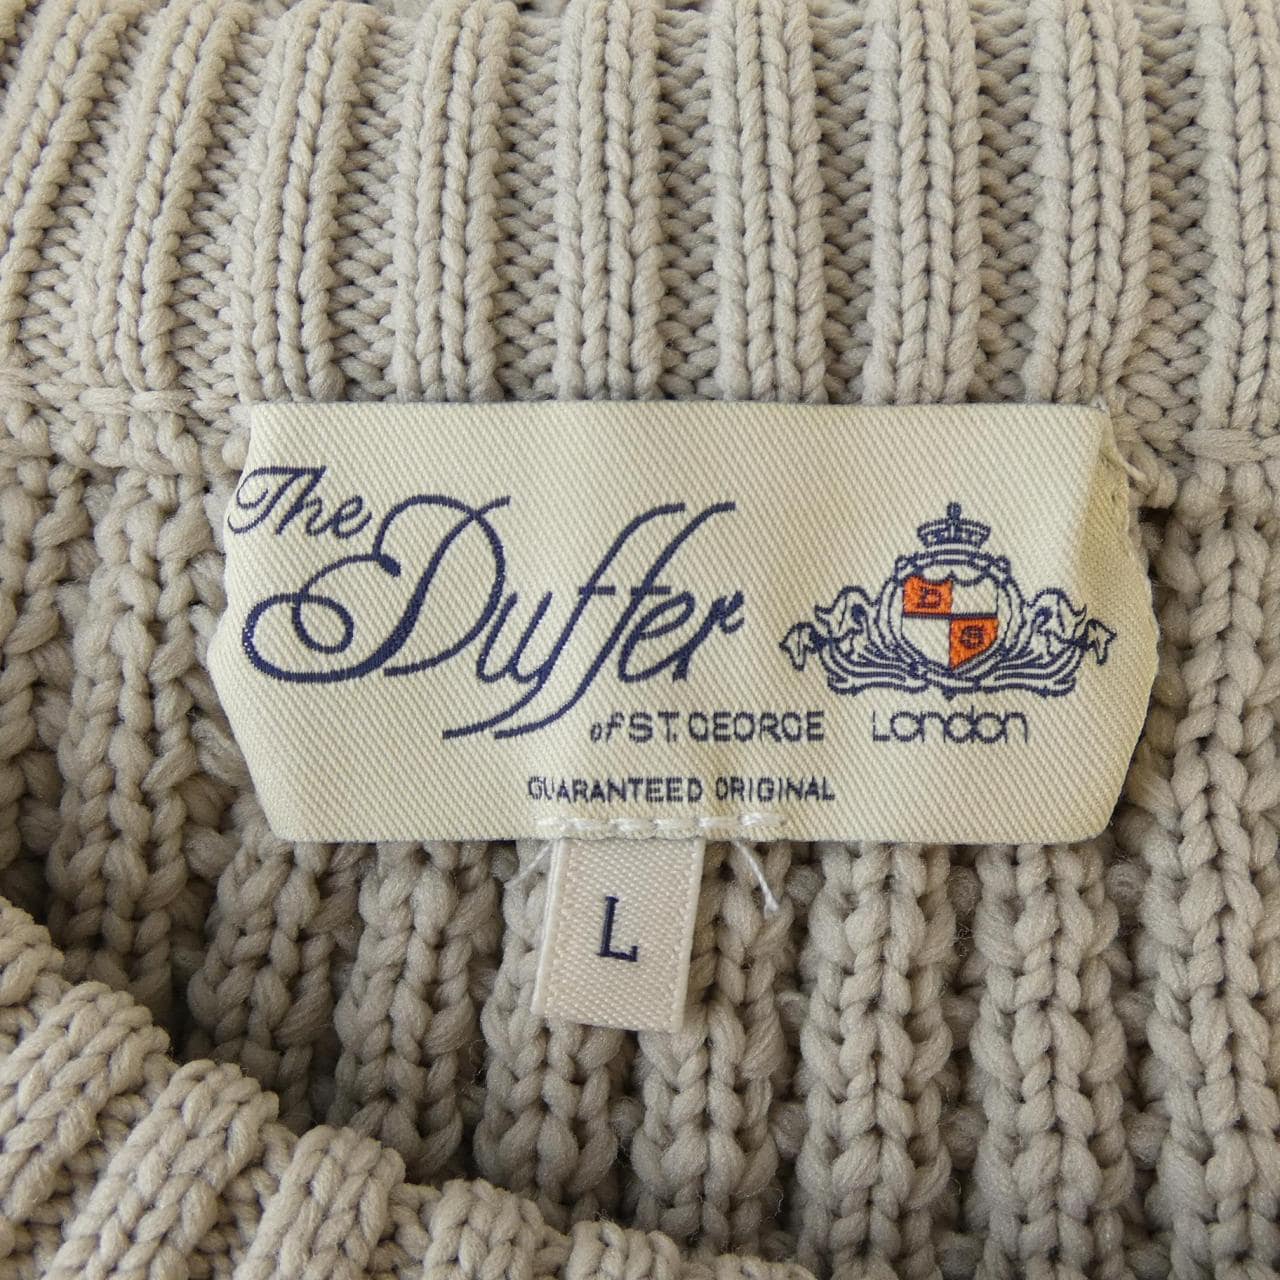 The
Duffer
of ST. GEORGE
D
S
London
GUARANTEED ORIGINAL
L